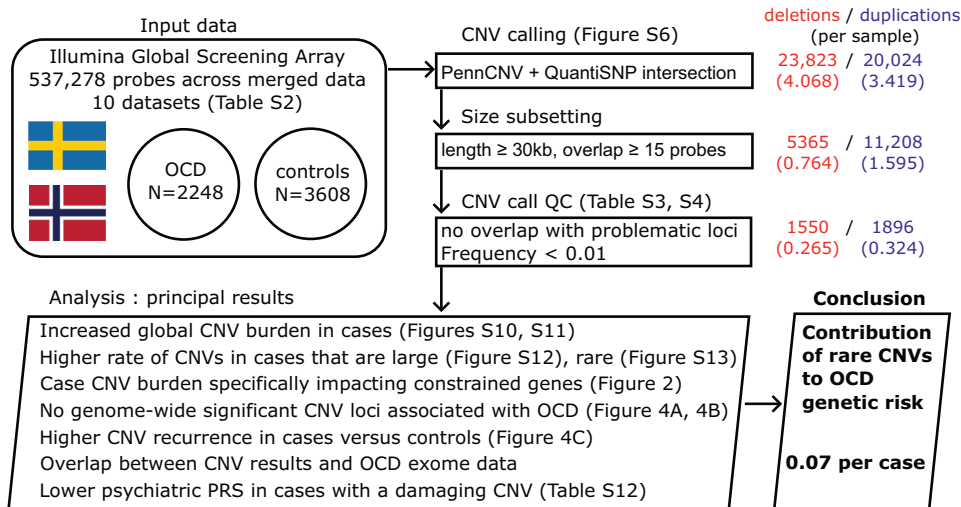 Input data
Illumina Global Screening Array
537,278 probes across merged data
10 datasets (Table S2)
OCD
N=2248
controls
N=3608
CNV calling (Figure S6)
PennCNV + QuantiSNP intersection
Size subsetting
length ≥ 30kb, overlap ≥ 15 probes
CNV call QC (Table S3, S4)
no overlap with problematic loci
Frequency < 0.01
deletions / duplications
(per sample)
23,823 / 20,024
(4.068) (3.419)
5365 / 11,208
(0.764) (1.595)
1550 / 1896
(0.265) (0.324)
Analysis : principal results
Increased global CNV burden in cases (Figures S10, S11)
Higher rate of CNVs in cases that are large (Figure S12), rare (Figure S13)
Case CNV burden specifically impacting constrained genes (Figure 2)
No genome-wide significant CNV loci associated with OCD (Figure 4A, 4B)
Higher CNV recurrence in cases versus controls (Figure 4C)
Overlap between CNV results and OCD exome data
Lower psychiatric PRS in cases with a damaging CNV (Table S12)
Conclusion
Contribution
of rare CNVs
to OCD
genetic risk
0.07 per case